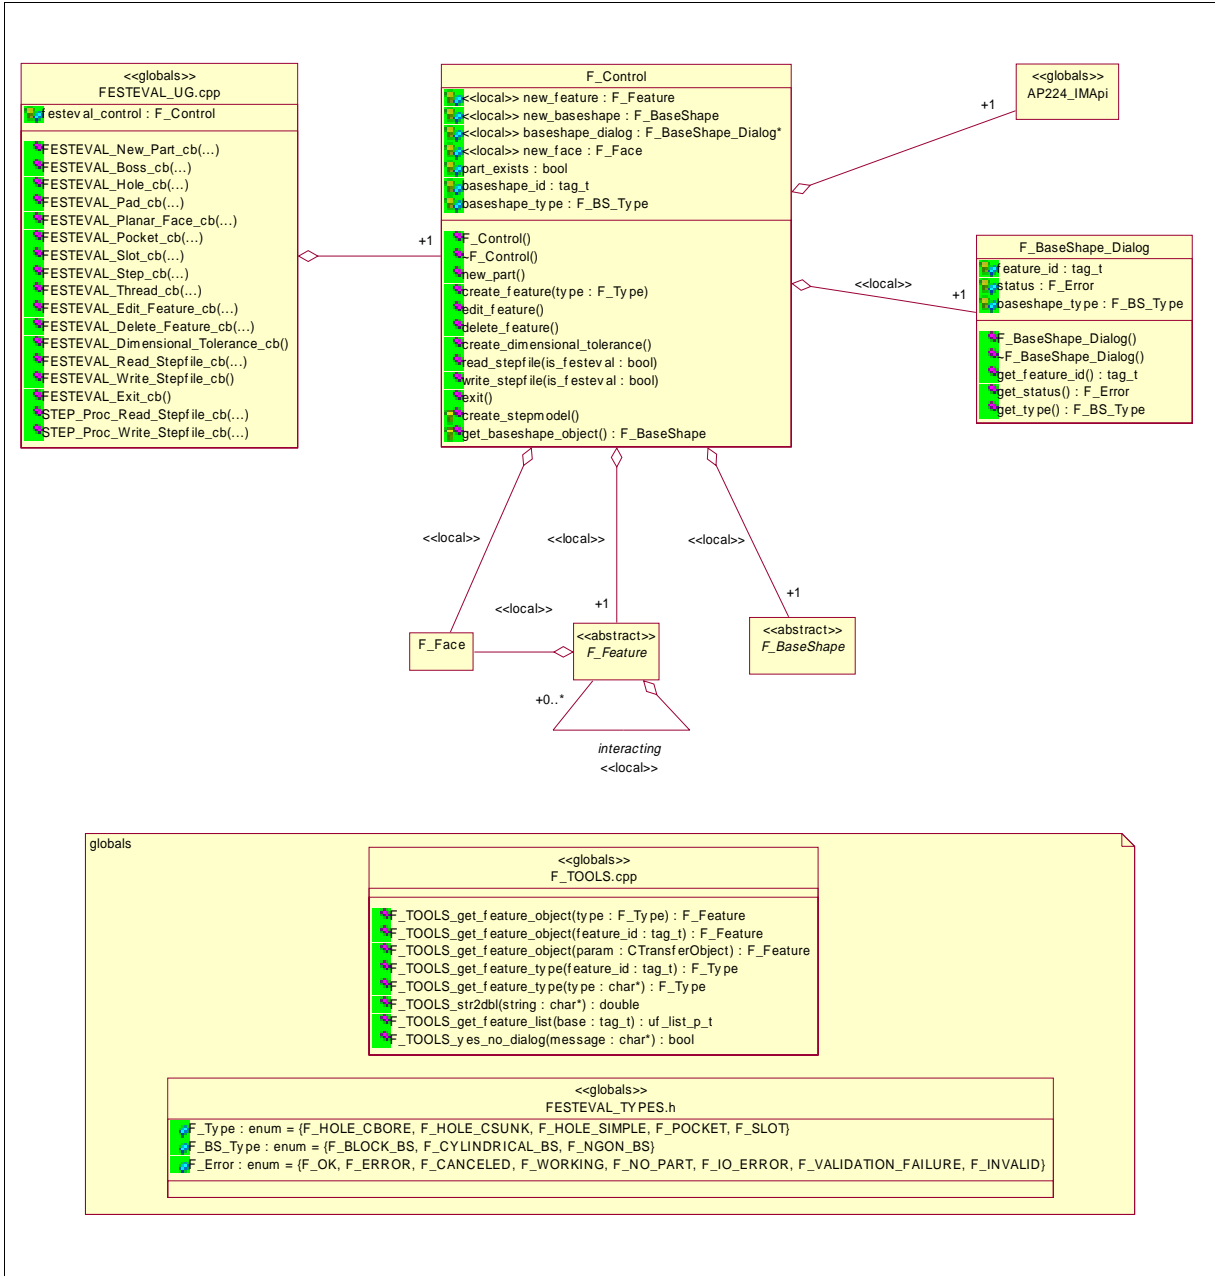 <<globals>>
FESTEVAL_UG.cpp
festeval_control : F_Control
FESTEVAL_New_Part_cb(...)
FESTEVAL_Boss_cb(...)
FESTEVAL_Hole_cb(...)
FESTEVAL_Pad_cb(...)
FESTEVAL_Planar_Face_cb(...)
FESTEVAL_Pocket_cb(...)
FESTEVAL_Slot_cb(...)
FESTEVAL_Step_cb(...)
FESTEVAL_Thread_cb(...)
FESTEVAL_Edit_Feature_cb(...)
FESTEVAL_Delete_Feature_cb(...)
FESTEVAL_Dimensional_Tolerance_cb()
FESTEVAL_Read_Stepfile_cb(...)
FESTEVAL_Write_Stepfile_cb()
FESTEVAL_Exit_cb()
STEP_Proc_Read_Stepfile_cb(...)
STEP_Proc_Write_Stepfile_cb(...)
+1
F_Control
<<local>> new_feature : F_Feature
<<local>> new_baseshape : F_BaseShape
<<local>> baseshape_dialog : F_BaseShape_Dialog*
<<local>> new_face : F_Face
part_exists : bool
baseshape_id : tag_t
baseshape_type : F_BS_Type
F_Control()
~F_Control()
new_part()
create_feature(type : F_Type)
edit_feature()
delete_feature()
create_dimensional_tolerance()
read_stepfile(is_festeval : bool)
write_stepfile(is_festeval : bool)
exit()
create_stepmodel()
get_baseshape_object() : F_BaseShape
+1
<<globals>>
AP224_IMApi
<<local>>
+1
F_BaseShape_Dialog
feature_id : tag_t
status : F_Error
baseshape_type : F_BS_Type
F_BaseShape_Dialog()
~F_BaseShape_Dialog()
get_feature_id() : tag_t
get_status() : F_Error
get_type() : F_BS_Type
<<local>>
<<local>>
<<local>>
<<local>>
+1
+1
F_Face
<<abstract>>
F_Feature
<<abstract>>
F_BaseShape
+0..*
interacting
<<local>>
globals
<<globals>>
F_TOOLS.cpp
F_TOOLS_get_feature_object(type : F_Type) : F_Feature
F_TOOLS_get_feature_object(feature_id : tag_t) : F_Feature
F_TOOLS_get_feature_object(param : CTransferObject) : F_Feature
F_TOOLS_get_feature_type(feature_id : tag_t) : F_Type
F_TOOLS_get_feature_type(type : char*) : F_Type
F_TOOLS_str2dbl(string : char*) : double
F_TOOLS_get_feature_list(base : tag_t) : uf_list_p_t
F_TOOLS_yes_no_dialog(message : char*) : bool
<<globals>>
FESTEVAL_TYPES.h
F_Type : enum = {F_HOLE_CBORE, F_HOLE_CSUNK, F_HOLE_SIMPLE, F_POCKET, F_SLOT}
F_BS_Type : enum = {F_BLOCK_BS, F_CYLINDRICAL_BS, F_NGON_BS}
F_Error : enum = {F_OK, F_ERROR, F_CANCELED, F_WORKING, F_NO_PART, F_IO_ERROR, F_VALIDATION_FAILURE, F_INVALID}